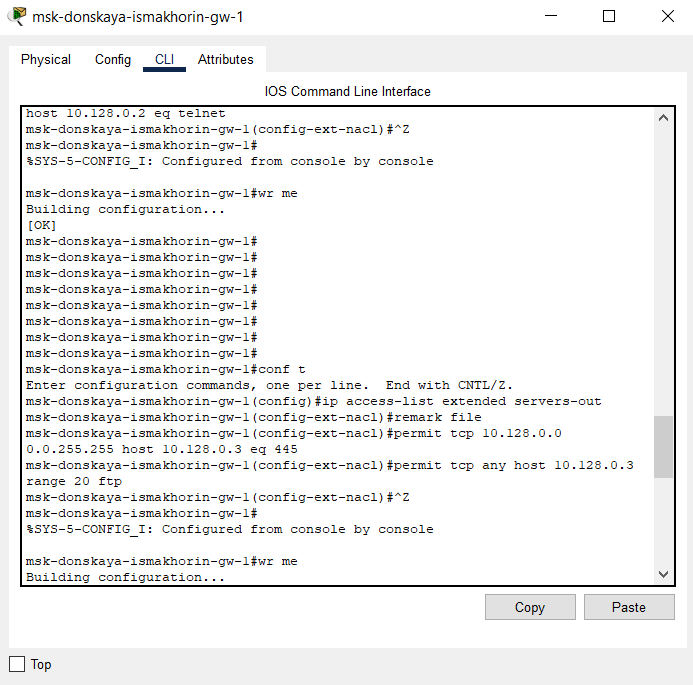 msk-donskaya-ismakhorin-gw-1
Physical Config CLI Attributes
IOS Command Line Interface
host 10.128.0.2 eq telnet
msk-donskaya-ismakhorin-gw-1(config-ext-nacl)#^Z
msk-donskaya-ismakhorin-gw-1#
%SYS-5-CONFIG_I: Configured from console by console
msk-donskaya-ismakhorin-gw-1#wr me
Building configuration...
[OK]
msk-donskaya-ismakhorin-gw-1#
msk-donskaya-ismakhorin-gw-1#
msk-donskaya-ismakhorin-gw-1#
msk-donskaya-ismakhorin-gw-1#
msk-donskaya-ismakhorin-gw-1#
msk-donskaya-ismakhorin-gw-1#
msk-donskaya-ismakhorin-gw-1#
msk-donskaya-ismakhorin-gw-1#
msk-donskaya-ismakhorin-gw-1#conf t
Enter configuration commands, one per line.  End with CNTL/Z.
msk-donskaya-ismakhorin-gw-1(config)#ip access-list extended servers-out
msk-donskaya-ismakhorin-gw-1(config-ext-nacl)#remark file
msk-donskaya-ismakhorin-gw-1(config-ext-nacl)#permit tcp 10.128.0.0
0.0.255.255 host 10.128.0.3 eq 445
msk-donskaya-ismakhorin-gw-1(config-ext-nacl)#permit tcp any host 10.128.0.3
range 20 ftp
msk-donskaya-ismakhorin-gw-1(config-ext-nacl)#^Z
msk-donskaya-ismakhorin-gw-1#
%SYS-5-CONFIG_I: Configured from console by console
msk-donskaya-ismakhorin-gw-1#wr me
Building configuration...
Copy Paste
Top